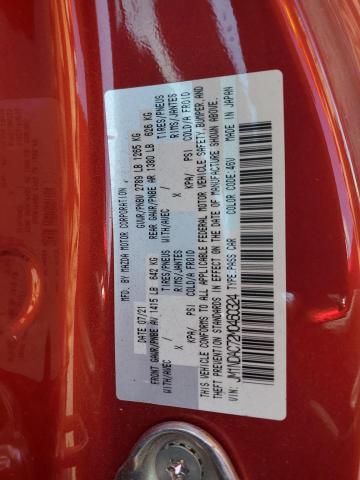 MFD BY: MAZDA MOTOR CORPORATION
DATE: 07/21 GVWR/PNBV 2789 LB 1265 KG
FRONT GAWR/PNBE AV 1415 LB 642 KG REAR GAWR/PNBE AR 1380 LB 626 KG
WITH/AVEC TIRES/PNEUS WITH/AVEC TIRES/PNEUS
X RIMS/JANTES X RIMS/JANTES
KPA/ PSI COLD/A FROID KPA/ PSI COLD/A FROID
THIS VEHICLE CONFORMS TO ALL APPLICABLE FEDERAL MOTOR VEHICLE SAFETY, BUMPER, AND
THEFT PREVENTION STANDARDS IN EFFECT ON THE DATE OF MANUFACTURE SHOWN ABOVE.
VIN: TYPE: PASS CAR COLOR CODE: 46V MADE IN JAPAN